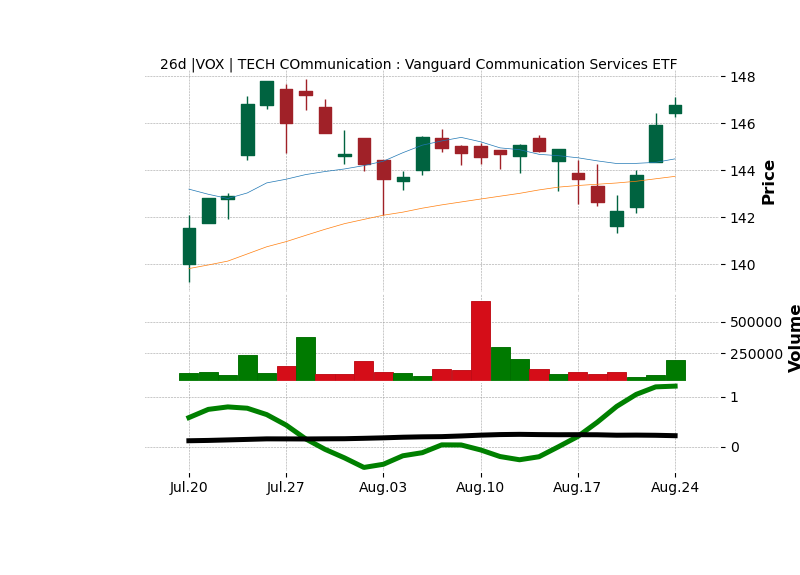 26d |VOX | TECH COmmunication : Vanguard Communication Services ETF
148
146
144
142
140
Price
500000
250000
Volume
1
0
Jul.20 Jul.27 Aug.03 Aug.10 Aug.17 Aug.24